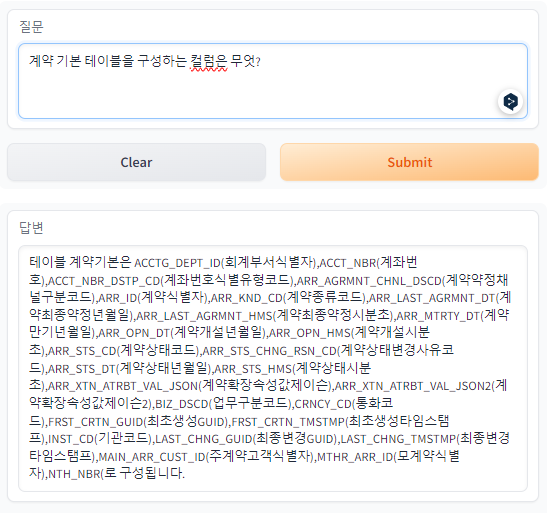 질문
계약 기본 테이블을 구성하는 컬럼은 무엇?
Clear
Submit
답변
테이블 계약기본은 ACCTG_DEPT_ID(회계부서식별자),ACCT_NBR(계좌번
호),ACCT_NBR_DSTP_CD(계좌번호식별유형코드),ARR_AGRMNT_CHNL_DSCD(계약약정채
널구분코드),ARR_ID(계약식별자),ARR_KND_CD(계약종류코드),ARR_LAST_AGRMNT_DT(계
약최종약정년월일),ARR_LAST_AGRMNT_HMS(계약최종약정시분초),ARR_MTRTY_DT(계약
만기년월일),ARR_OPN_DT(계약개설년월일),ARR_OPN_HMS(계약개설시분
초),ARR_STS_CD(계약상태코드),ARR_STS_CHNG_RSN_CD(계약상태변경사유코
드),ARR_STS_DT(계약상태년월일),ARR_STS_HMS(계약상태시분
초),ARR_XTN_ATRBT_VAL_JSON(계약확장속성값제이슨),ARR_XTN_ATRBT_VAL_JSON2(계
약확장속성값제이슨2),BIZ_DSCD(업무구분코드),CRNCY_CD(통화코
드),FRST_CRTN_GUID(최초생성GUID),FRST_CRTN_TMSTMP(최초생성타임스탬
프),INST_CD(기관코드),LAST_CHNG_GUID(최종변경GUID),LAST_CHNG_TMSTMP(최종변경
타임스탬프),MAIN_ARR_CUST_ID(주계약고객식별자),MTHR_ARR_ID(모계약식별
자),NTH_NBR(로 구성됩니다.